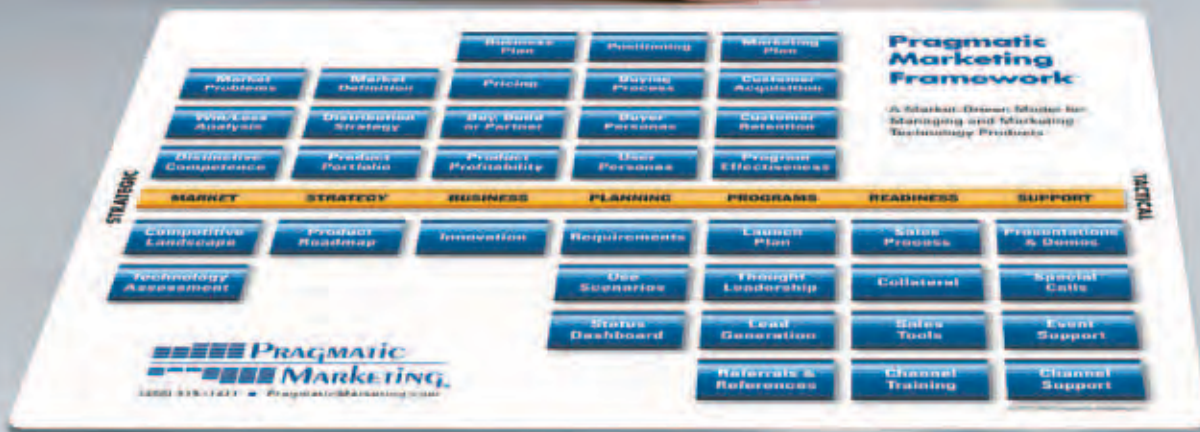 Pragmatic
Marketing
Framework
A Market-Driven Model for
Managing and Marketing
Technology Products
Business
Plan
Positioning
Marketing
Plan
Market
Problems
Market
Definition
Pricing
Buying
Process
Customer
Acquisition
Win/Loss
Analysis
Distribution
Strategy
Buy, Build
or Partner
Buyer
Personas
Customer
Retention
Distinctive
Competence
Product
Portfolio
Product
Profitability
User
Personas
Program
Effectiveness
STRATEGIC
MARKET
STRATEGY
BUSINESS
PLANNING
PROGRAMS
READINESS
SUPPORT
TACTICAL
Competitive
Landscape
Product
Roadmap
Innovation
Requirements
Launch
Plan
Sales
Process
Presentations
& Demos
Technology
Assessment
Use
Scenarios
Thought
Leadership
Collateral
Special
Calls
Status
Dashboard
Lead
Generation
Sales
Tools
Event
Support
Referrals &
References
Channel
Training
Channel
Support
PRAGMATIC
MARKETING
PragmaticMarketing.com